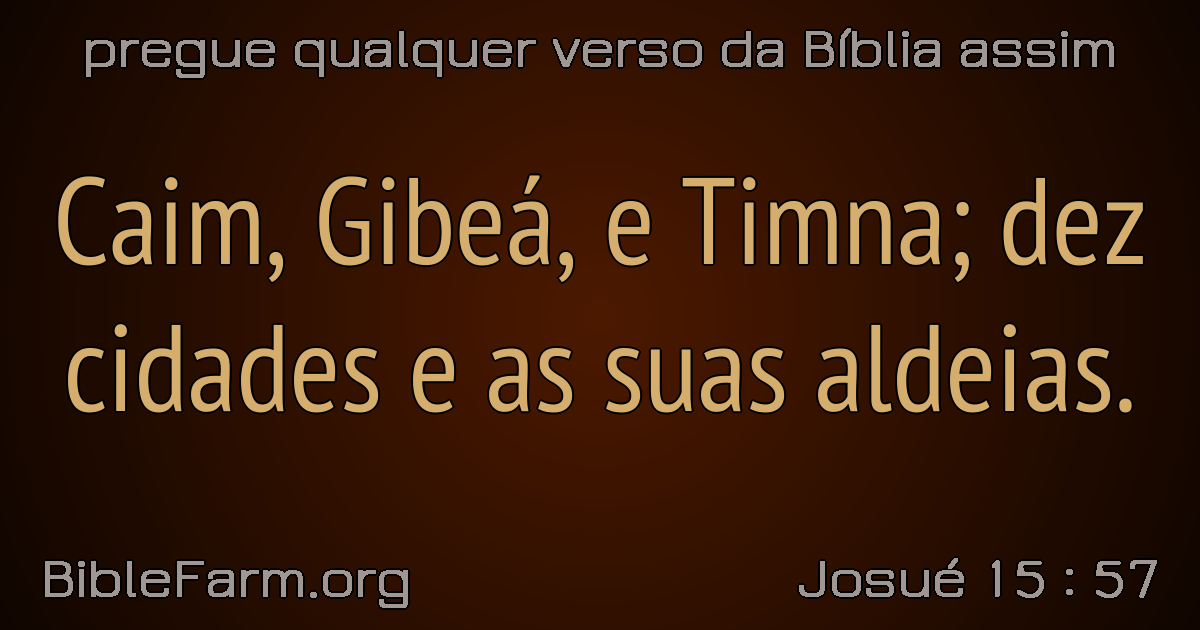 pregue qualquer verso da Bíblia assim
Caim, Gibeá, e Timna; dez
cidades e as suas aldeias.
BibleFarm.org
Josué 15 : 57